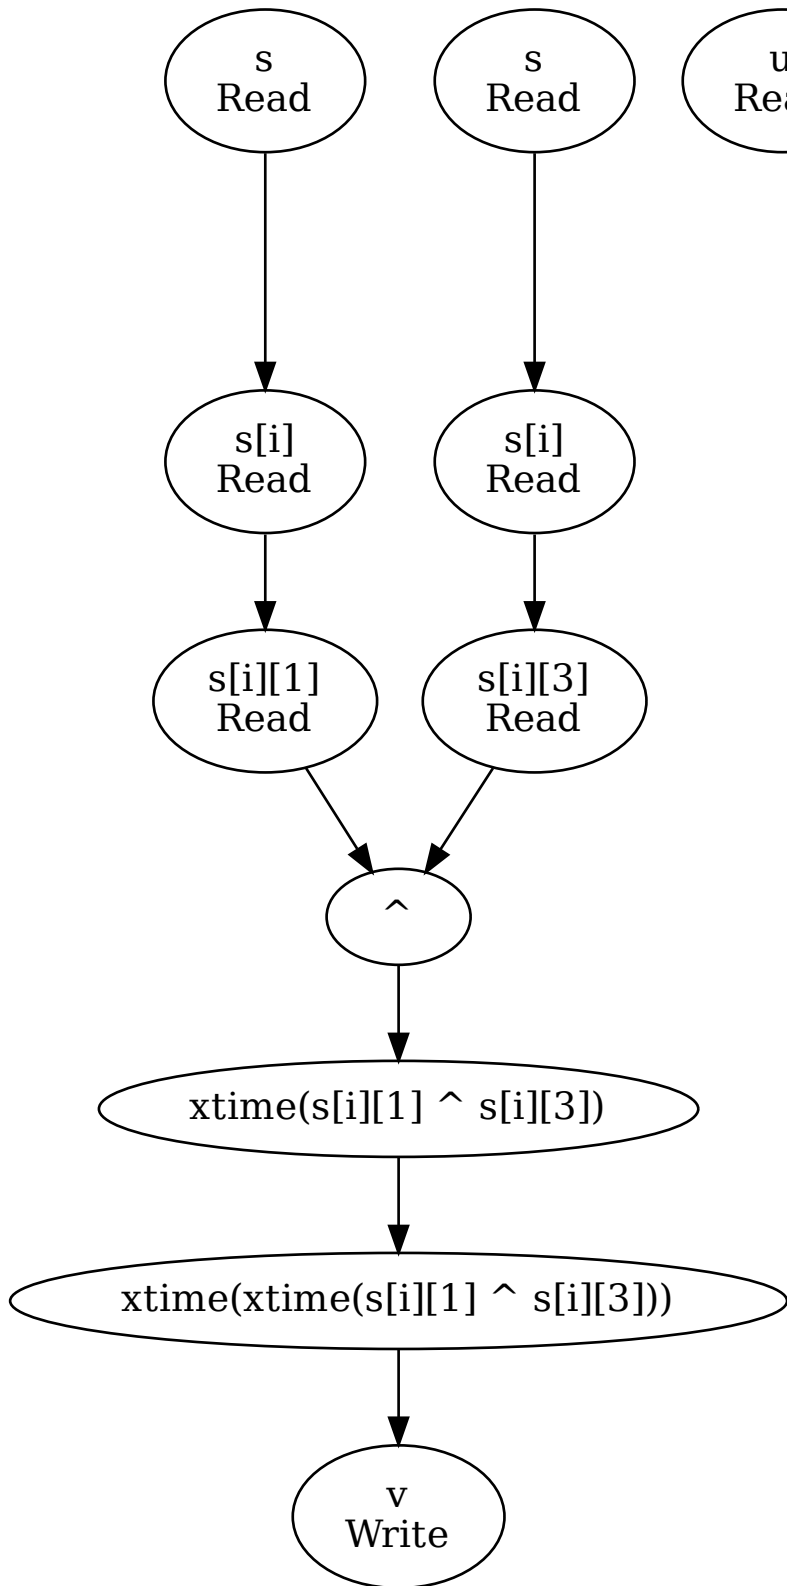 s
Read
s
Read
s[i]
Read
s[i]
Read
s[i][1]
Read
s[i][3]
Read
^
xtime(s[i][1] ^ s[i][3])
xtime(xtime(s[i][1] ^ s[i][3]))
v
Write